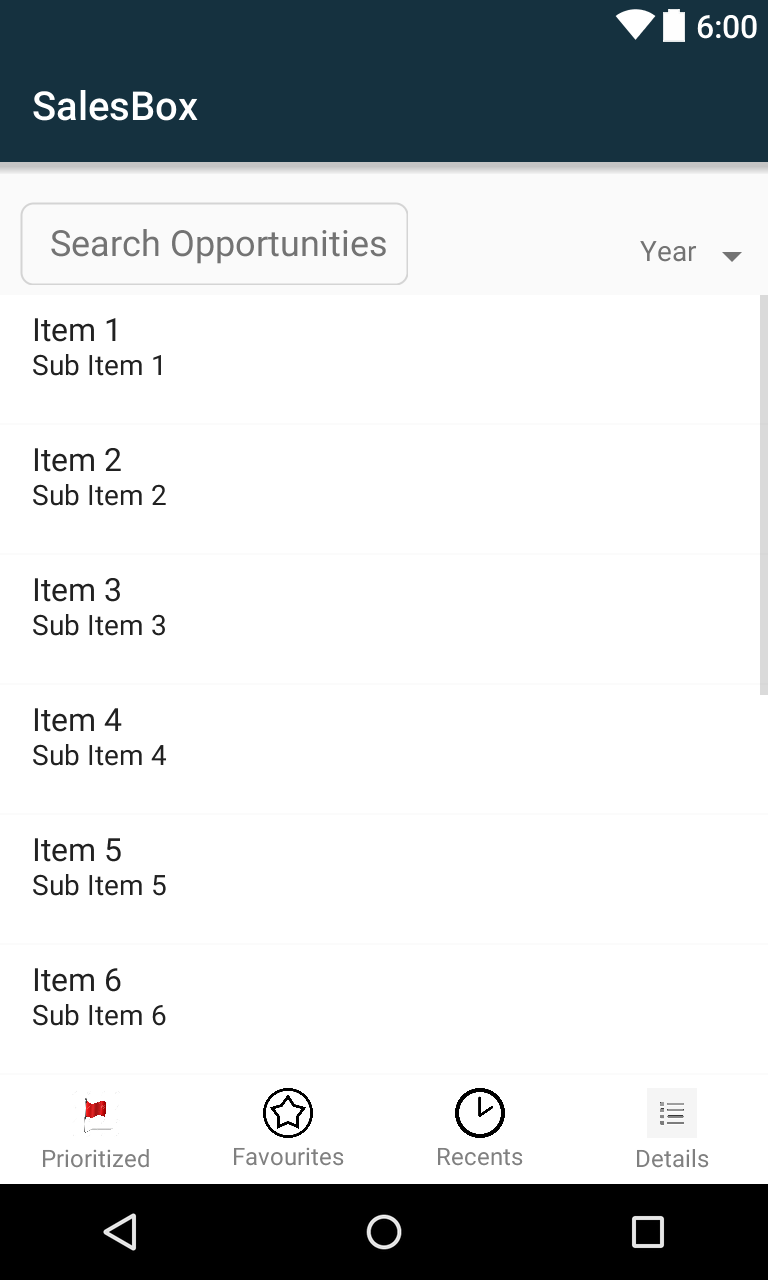 6:00
SalesBox
Search Opportunities
Year
Item 1
Sub Item 1
Item 2
Sub Item 2
Item 3
Sub Item 3
Item 4
Sub Item 4
Item 5
Sub Item 5
Item 6
Sub Item 6
Prioritized Favourites Recents Details